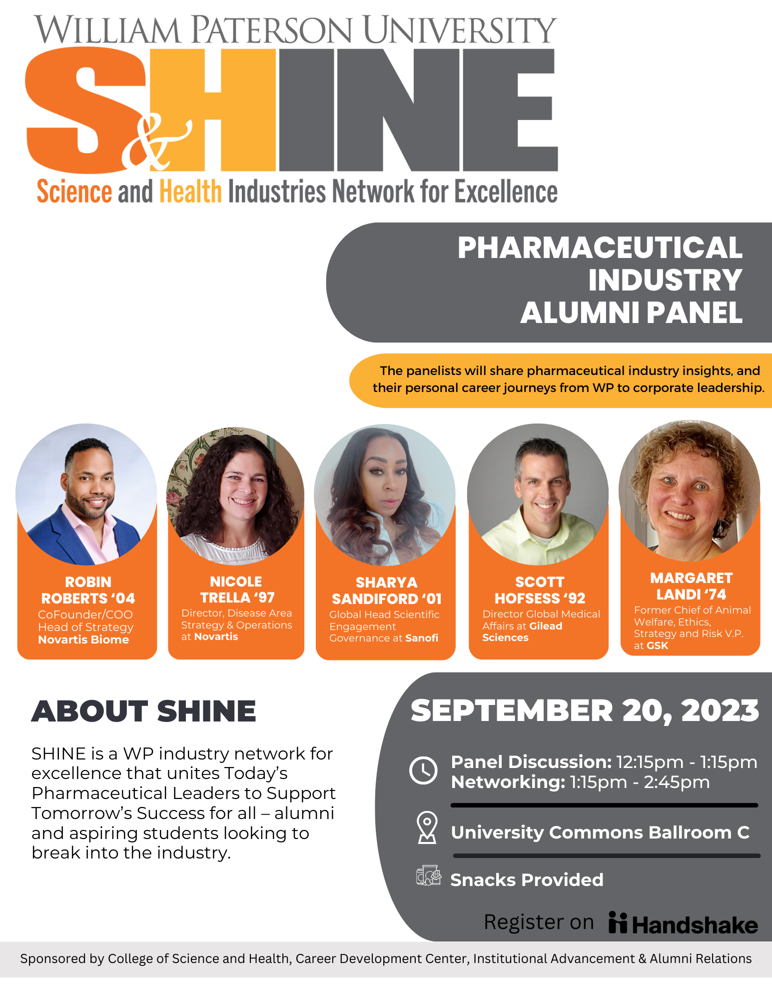 WILLIAM PATERSON UNIVERSITY
S&HINE
Science and Health Industries Network for Excellence
PHARMACEUTICAL
INDUSTRY
ALUMNI PANEL
The panelists will share pharmaceutical industry insights, and
their personal career journeys from WP to corporate leadership.
ROBIN
ROBERTS ‘04
CoFounder/COO
Head of Strategy
Novartis Biome
NICOLE
TRELLA ‘97
Director, Disease Area
Strategy & Operations
at Novartis
SHARYA
SANDIFORD ‘01
Global Head Scientific
Engagement
Governance at Sanofi
SCOTT
HOFSESS ‘92
Director Global Medical
Affairs at Gilead
Sciences
MARGARET
LANDI ‘74
Former Chief of Animal
Welfare, Ethics,
Strategy and Risk V.P.
at GSK
ABOUT SHINE
SHINE is a WP industry network for
excellence that unites Today’s
Pharmaceutical Leaders to Support
Tomorrow’s Success for all – alumni
and aspiring students looking to
break into the industry.
SEPTEMBER 20, 2023
Panel Discussion: 12:15pm - 1:15pm
Networking: 1:15pm - 2:45pm
University Commons Ballroom C
Snacks Provided
Register on Handshake
Sponsored by College of Science and Health, Career Development Center, Institutional Advancement & Alumni Relations